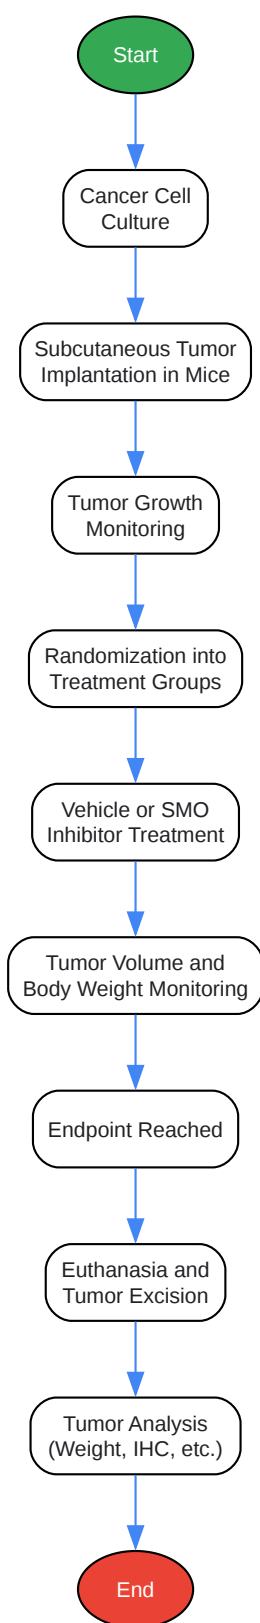 Start
Cancer Cell
Culture
Subcutaneous Tumor
Implantation in Mice
Tumor Growth
Monitoring
Randomization into
Treatment Groups
Vehicle or SMO
Inhibitor Treatment
Tumor Volume and
Body Weight Monitoring
Endpoint Reached
Euthanasia and
Tumor Excision
Tumor Analysis
(Weight, IHC, etc.)
End